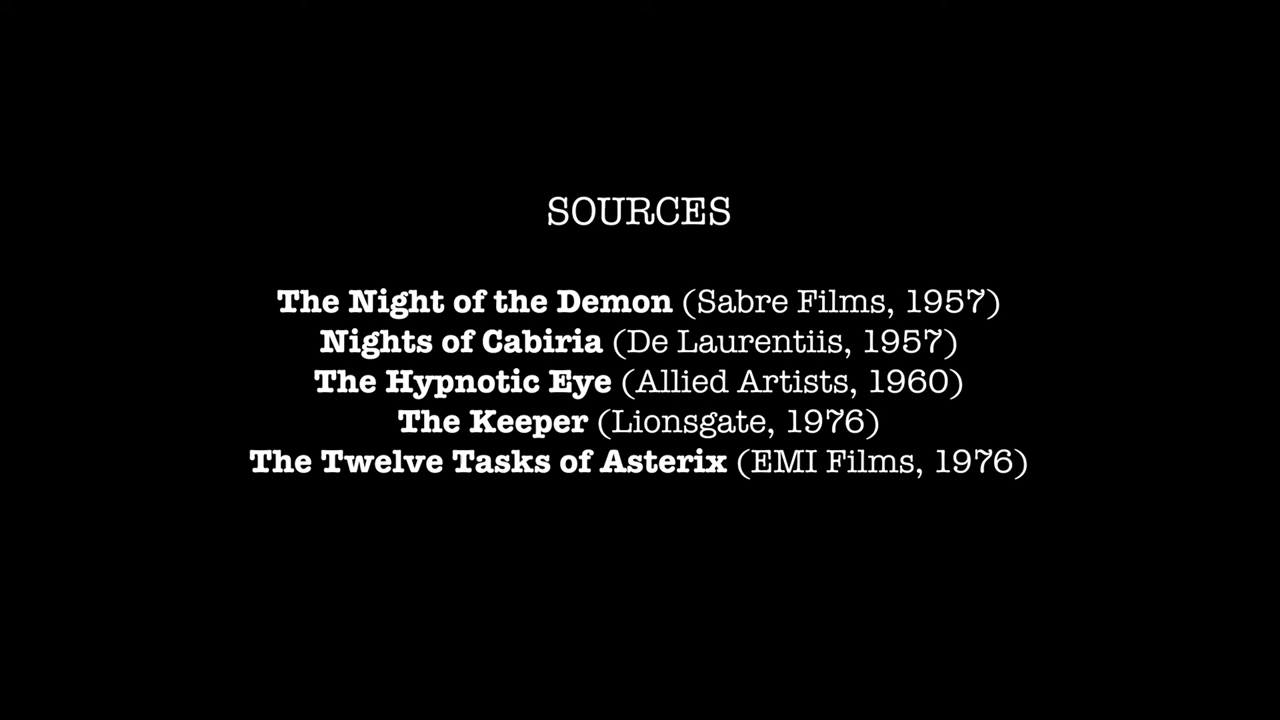 SOURCES
The Night of the Demon (Sabre Films, 1957)
Nights of Cabiria (De Laurentiis, 1957)
The Hypnotic Eye (Allied Artists, 1960)
The Keeper (Lionsgate, 1976)
The Twelve Tasks of Asterix (EMI Films, 1976)